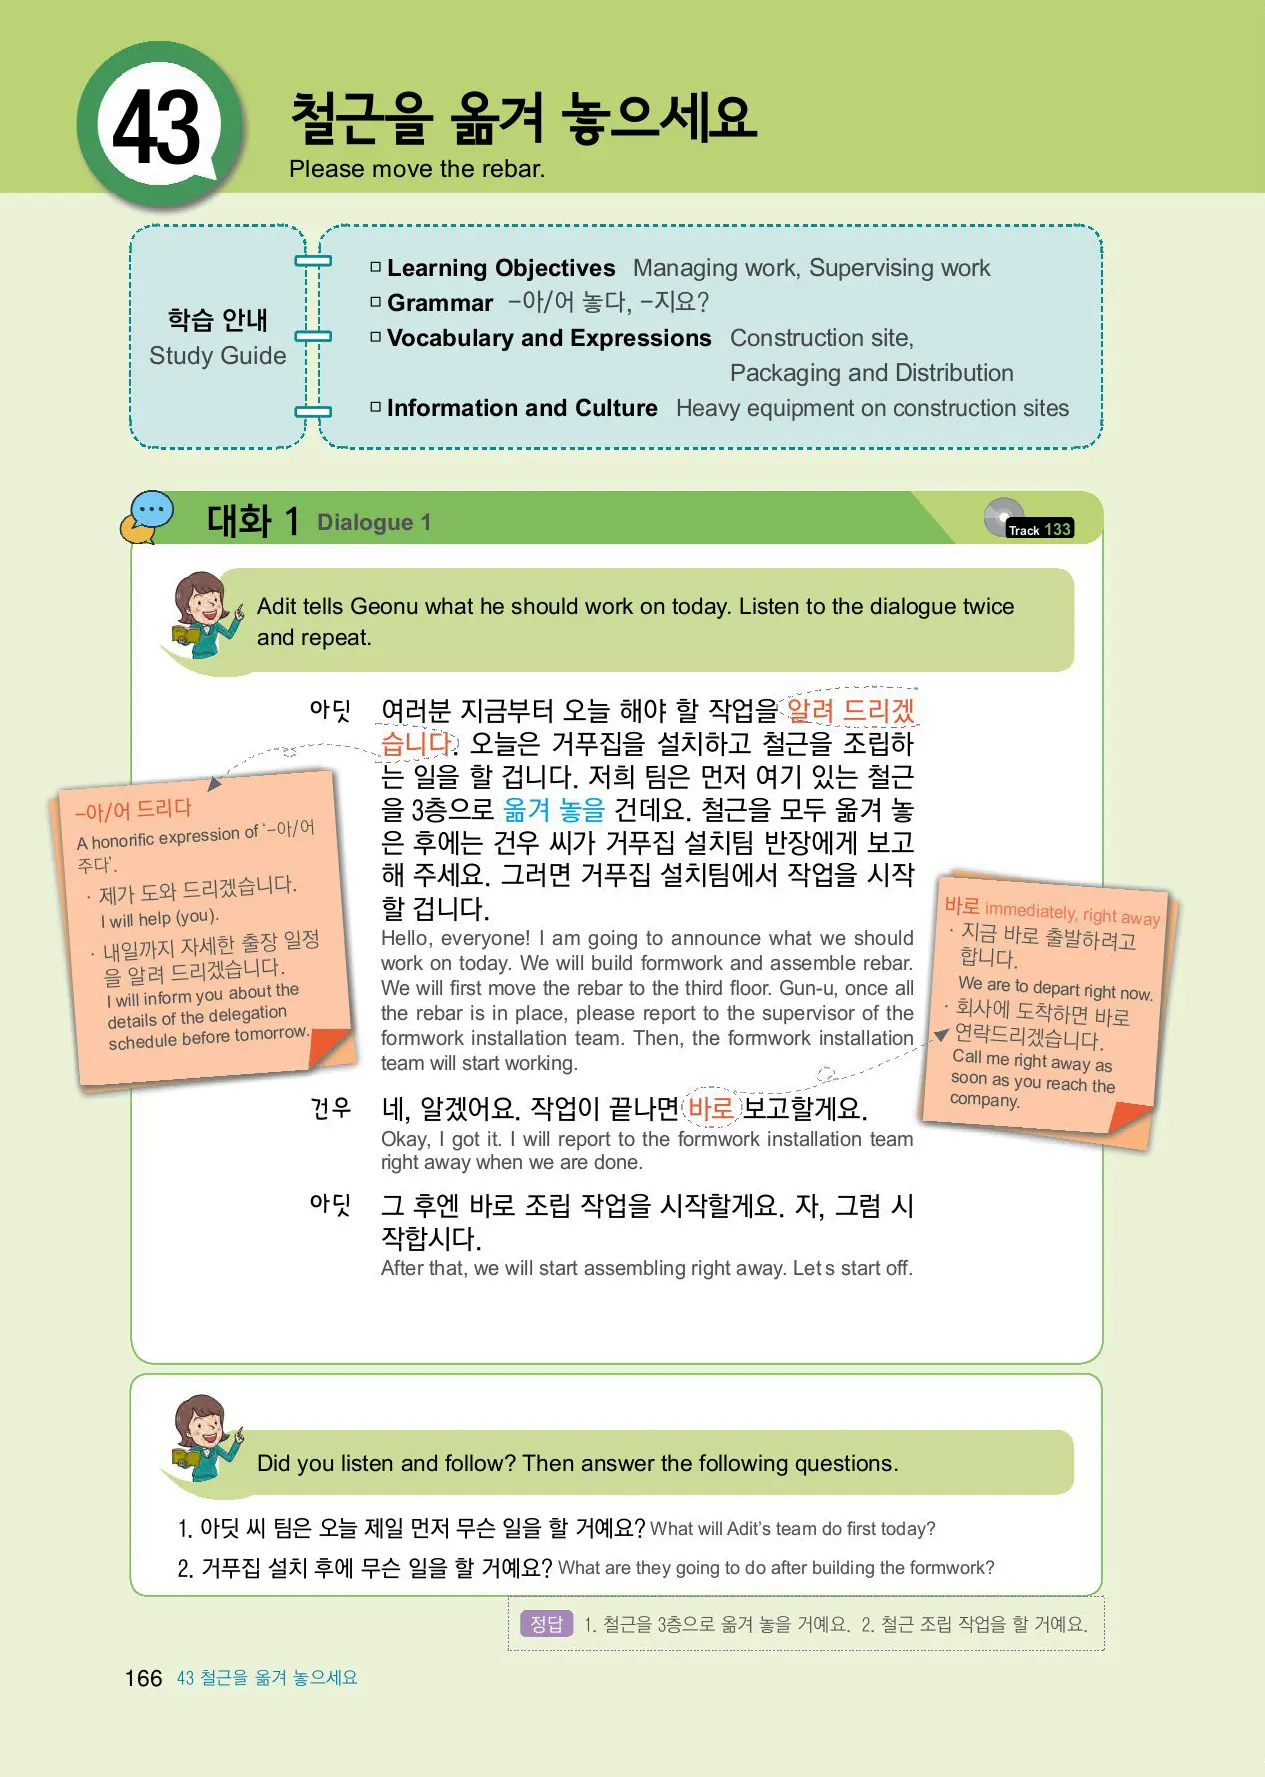 43
철근을 옮겨 놓으세요
Please move the rebar.
학습 안내
Study Guide
Learning Objectives Managing work, Supervising work
Grammar -아/어 놓다, -지요?
Vocabulary and Expressions Construction site,
Packaging and Distribution
Information and Culture Heavy equipment on construction sites
대화 1 Dialogue 1
Track 133
Adit tells Geonu what he should work on today. Listen to the dialogue twice
and repeat.
아딧 여러분 지금부터 오늘 해야 할 작업을 알려 드리겠
습니다. 오늘은 거푸집을 설치하고 철근을 조립하
는 일을 할 겁니다. 저희 팀은 먼저 여기 있는 철근
을 3층으로 옮겨 놓을 건데요. 철근을 모두 옮겨 놓
은 후에는 건우 씨가 거푸집 설치팀 반장에게 보고
해 주세요. 그러면 거푸집 설치팀에서 작업을 시작
할 겁니다.
Hello, everyone! I am going to announce what we should
work on today. We will build formwork and assemble rebar.
We will first move the rebar to the third floor. Gun-u, once all
the rebar is in place, please report to the supervisor of the
formwork installation team. Then, the formwork installation
team will start working.
건우 네, 알겠어요. 작업이 끝나면 바로 보고할게요.
Okay, I got it. I will report to the formwork installation team
right away when we are done.
아딧 그 후엔 바로 조립 작업을 시작할게요. 자, 그럼 시
작합시다.
After that, we will start assembling right away. Let s start off.
-아/어 드리다
A honorific expression of ‘-아/어
주다’.
· 제가 도와 드리겠습니다.
I will help (you).
· 내일까지 자세한 출장 일정
을 알려 드리겠습니다.
I will inform you about the
details of the delegation
schedule before tomorrow.
바로 immediately, right away
· 지금 바로 출발하려고
합니다.
We are to depart right now.
· 회사에 도착하면 바로
연락드리겠습니다.
Call me right away as
soon as you reach the
company.
Did you listen and follow? Then answer the following questions.
1. 아딧 씨 팀은 오늘 제일 먼저 무슨 일을 할 거예요? What will Adit’s team do first today?
2. 거푸집 설치 후에 무슨 일을 할 거예요? What are they going to do after building the formwork?
정답 1. 철근을 3층으로 옮겨 놓을 거예요. 2. 철근 조립 작업을 할 거예요.
166 43 철근을 옮겨 놓으세요